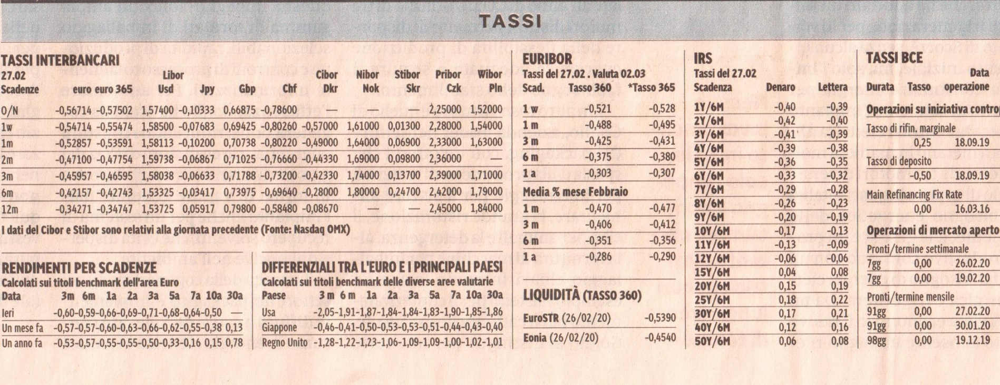 TASSI
TASSI INTERBANCARI
27.02 Libor Cibor Nibor Stibor Pribor Wibor
Scadenze euro euro 365 Usd Jpy Gbp Chf Dkr Nok Skr Czk Pln
O/N -0,56714 -0,57502 1,57400 -0,10333 0,66875 -0,78600 2,25000 1,52000
1w -0,54714 -0,55474 1,58500 -0,07683 0,69425 -0,80260 -0,57000 1,61000 0,01300 2,28000 1,54000
1m -0,52857 -0,53591 1,58113 -0,10200 0,70738 -0,80220 -0,49000 1,64000 0,06900 2,33000 1,63000
2m -0,47100 -0,47754 1,59738 -0,06867 0,71025 -0,76660 -0,44330 1,69000 0,09800 2,36000 —
3m -0,45957 -0,46595 1,58038 -0,06633 0,71788 -0,73200 -0,42330 1,74000 0,13700 2,39000 1,71000
6m -0,42157 -0,42743 1,53325 -0,03417 0,73975 -0,69640 -0,28000 1,80000 0,24700 2,42000 1,79000
12m -0,34271 -0,34747 1,53725 0,05917 0,79800 -0,58480 -0,08670 — — 2,45000 1,84000
I dati del Cibor e Stibor sono relativi alla giornata precedente (Fonte: Nasdaq OMX)
RENDIMENTI PER SCADENZE
Calcolati sui titoli benchmark dell'area Euro
Data 3m 6m 1a 2a 3a 5a 7a 10a 30a
Ieri -0,60-0,59-0,66-0,69-0,71-0,68-0,64-0,50 —
Un mese fa -0,57-0,57-0,60-0,63-0,66-0,62-0,55-0,38 0,13
Un anno fa -0,53-0,57-0,55-0,55-0,50-0,33-0,16 0,15 0,78
DIFFERENZIALI TRA L'EURO E I PRINCIPALI PAESI
Calcolati sui titoli benchmark delle diverse aree valutarie
Paese 3 m 6 m 1a 2a 3a 5a 7a 10a 30a
Usa -2,05-1,91-1,87-1,84-1,84-1,83-1,90-1,85-1,86
Giappone -0,46-0,41-0,50-0,53-0,53-0,51-0,44-0,43-0,40
Regno Unito -1,28-1,22-1,23-1,06-1,09-1,09-1,00-1,02-1,01
EURIBOR
Tassi del 27.02 . Valuta 02.03
Scad. Tasso 360 *Tasso 365
1 w -0,521 -0,528
1 m -0,488 -0,495
3 m -0,425 -0,431
6 m -0,375 -0,380
1 a -0,303 -0,307
Media % mese Febbraio
1 m -0,470 -0,477
3 m -0,406 -0,412
6 m -0,351 -0,356
1 a -0,286 -0,290
LIQUIDITÀ (TASSO 360)
EuroSTR (26/02/20) -0,5390
Eonia (26/02/20) -0,4540
IRS
Tassi del 27.02
Scadenza Denaro Lettera
1Y/6M -0,40 -0,39
2Y/6M -0,42 -0,40
3Y/6M -0,41 -0,39
4Y/6M -0,39 -0,38
5Y/6M -0,36 -0,35
6Y/6M -0,33 -0,32
7Y/6M -0,29 -0,28
8Y/6M -0,26 -0,23
9Y/6M -0,20 -0,19
10Y/6M -0,17 -0,13
11Y/6M -0,13 -0,09
12Y/6M -0,06 -0,06
15Y/6M 0,04 0,08
20Y/6M 0,15 0,19
25Y/6M 0,18 0,22
30Y/6M 0,17 0,21
40Y/6M 0,12 0,16
50Y/6M 0,06 0,08
TASSI BCE
Data
Durata Tasso operazione
Operazioni su iniziativa contro
Tasso di rifin. marginale
0,25 18.09.19
Tasso di deposito
-0,50 18.09.19
Main Refinancing Fix Rate
0,00 16.03.16
Operazioni di mercato aperto
Pronti/termine settimanale
7gg 0,00 26.02.20
7gg 0,00 19.02.20
Pronti/termine mensile
91gg 0,00 27.02.20
91gg 0,00 30.01.20
98gg 0,00 19.12.19